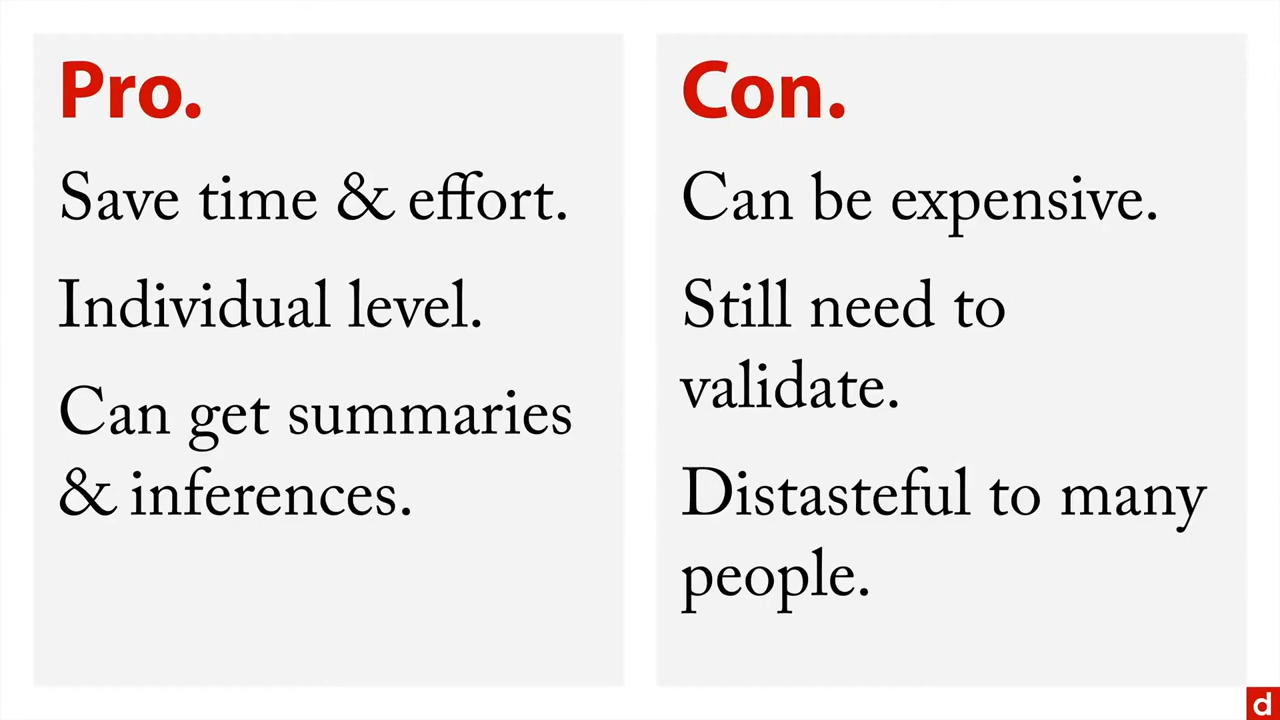 Pro.
Save time & effort.
Individual level.
Can get summaries
& inferences.
Con.
Can be expensive.
Still need to
validate.
Distasteful to many
people.
d